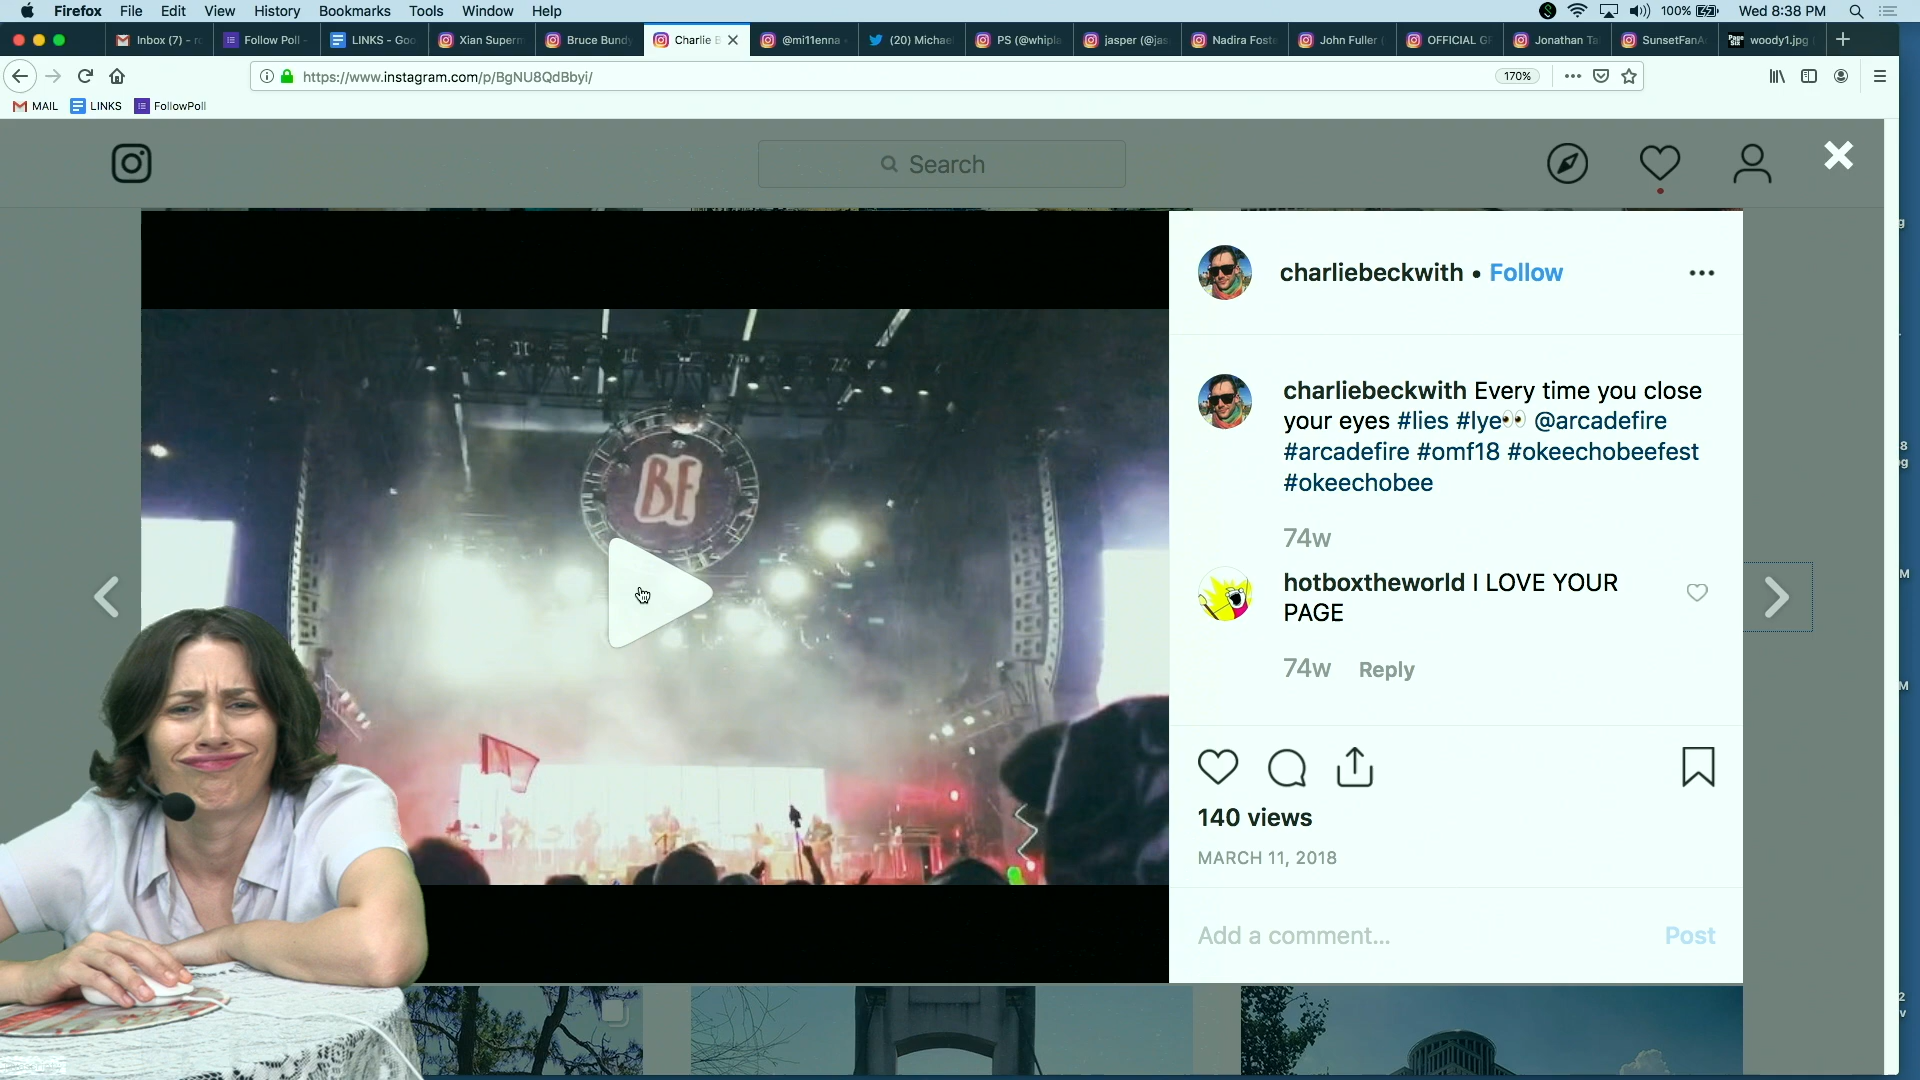 Firefox File Edit View History Bookmarks Tools Window Help 100% Wed 8:38 PM
Inbox (7) - Follow Poll - LINKS - Goo Xian Superm Bruce Bundy Charlie B @mi11enna (20) Michae PS (@whipla jasper (@jas Nadira Foste John Fuller ( OFFICIAL G Jonathan Ta SunsetFanA woody1.jpg
https://www.instagram.com/p/BgNU8QdBbyi/ 170%
MAIL LINKS FollowPoll
Search
BE
charliebeckwith • Follow
charliebeckwith Every time you close
your eyes #lies #lye👀 @arcadefire
#arcadefire #omf18 #okeechobeefest
#okeechobee
74w
hotboxtheworld I LOVE YOUR
PAGE
74w Reply
140 views
MARCH 11, 2018
Add a comment... Post